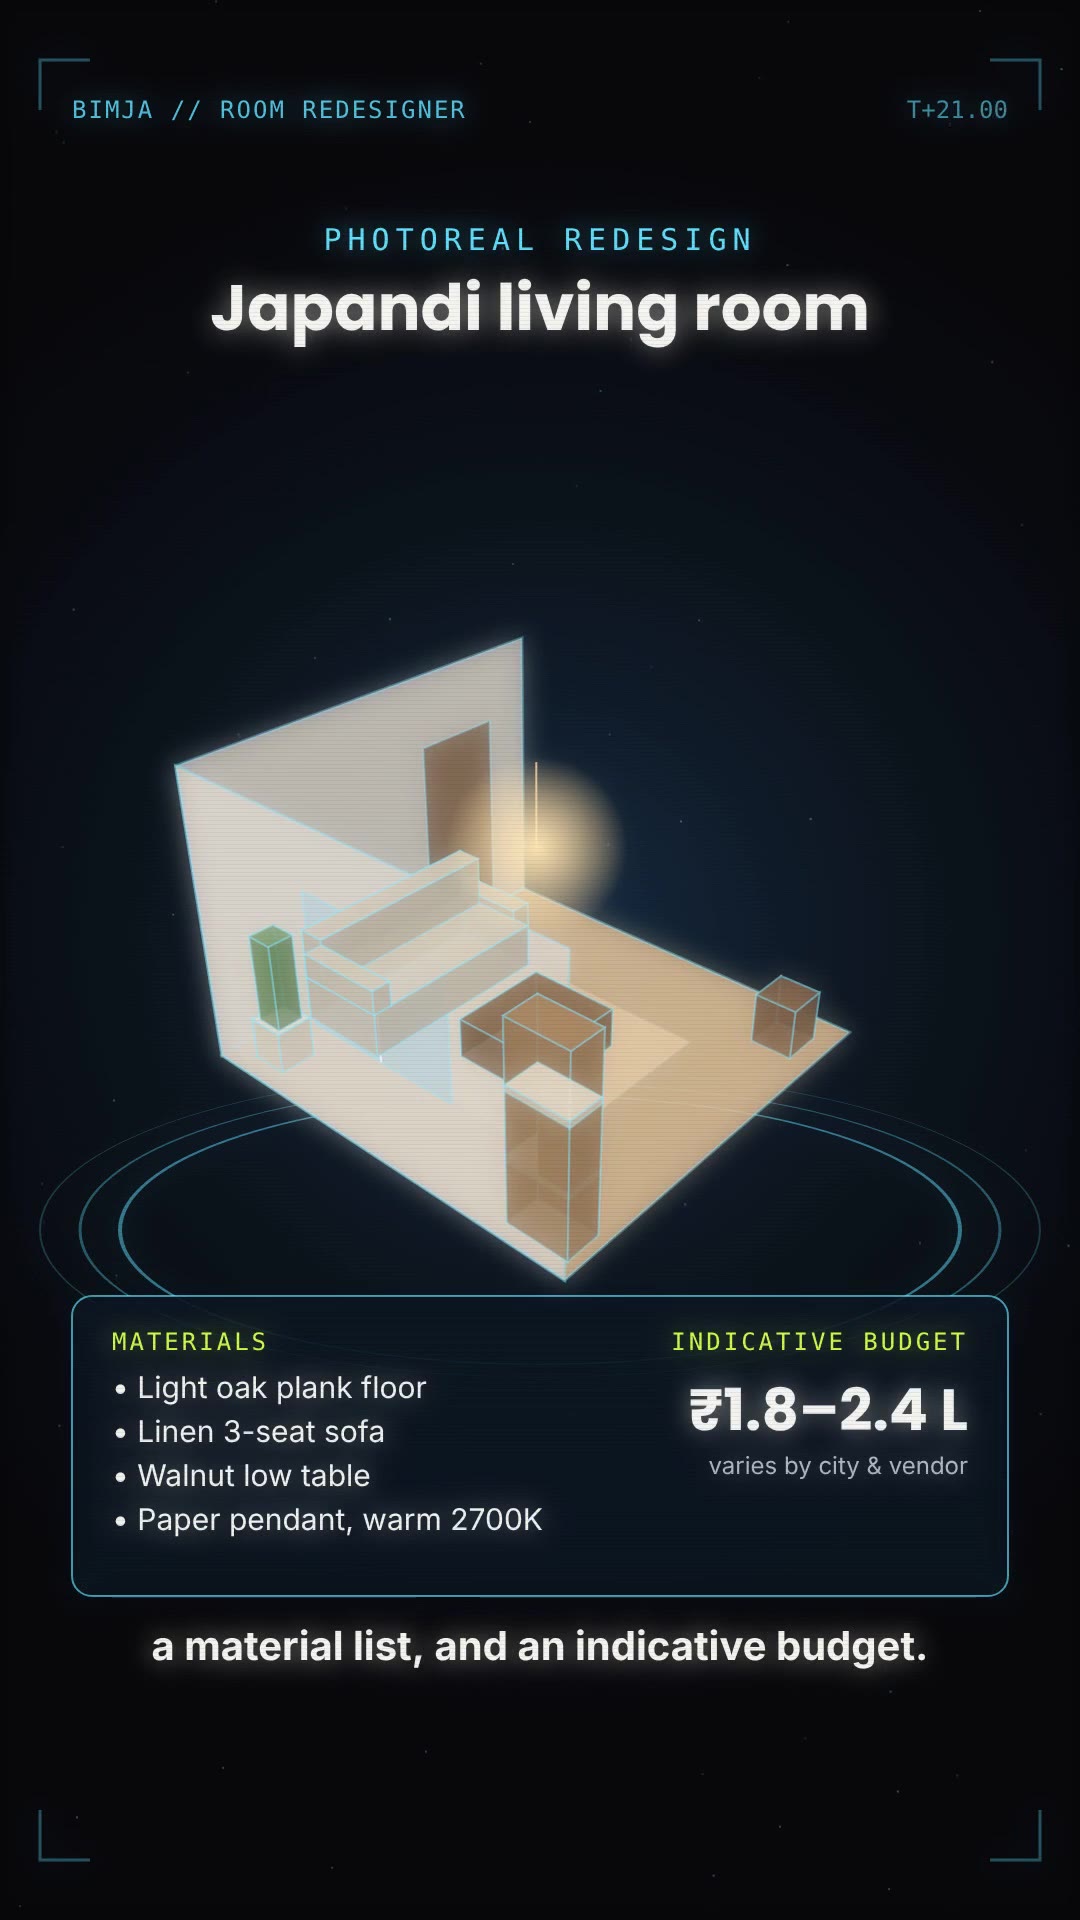 BIMJA // ROOM REDESIGNER
T+21.00
PHOTOREAL REDESIGN
Japandi living room
MATERIALS
• Light oak plank floor
• Linen 3-seat sofa
• Walnut low table
• Paper pendant, warm 2700K
INDICATIVE BUDGET
₹1.8–2.4 L
varies by city & vendor
a material list, and an indicative budget.